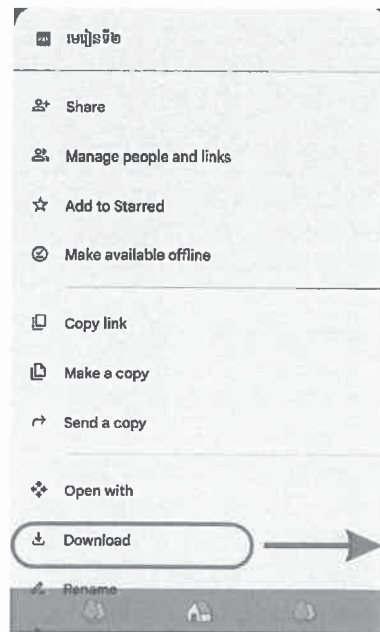 មេរៀនទី២
Share
Manage people and links
Add to Starred
Make available offline
Copy link
Make a copy
Send a copy
Open with
Download
Rename